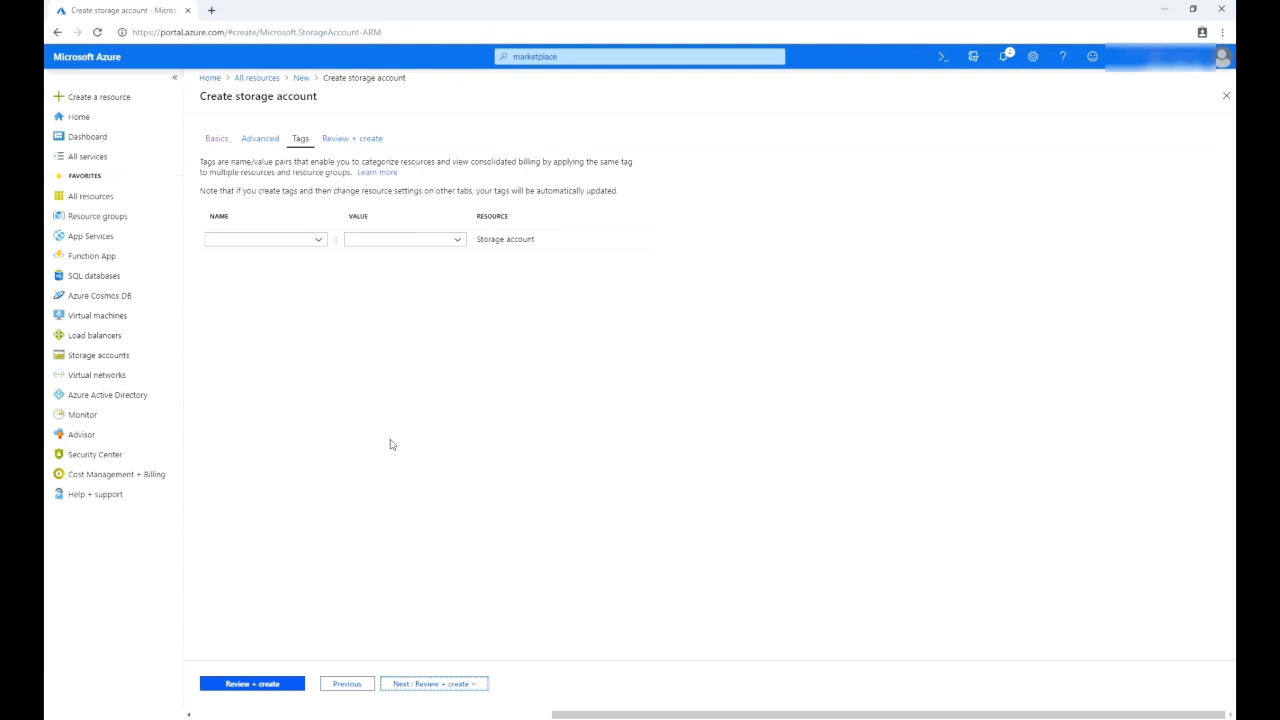 Create storage account - Micros
https://portal.azure.com/#create/Microsoft.StorageAccount-ARM
Microsoft Azure
marketplace
Home > All resources > New > Create storage account
Create storage account
Create a resource
Home
Dashboard
All services
FAVORITES
All resources
Resource groups
App Services
Function App
SQL databases
Azure Cosmos DB
Virtual machines
Load balancers
Storage accounts
Virtual networks
Azure Active Directory
Monitor
Advisor
Security Center
Cost Management + Billing
Help + support
Basics Advanced Tags Review + create
Tags are name/value pairs that enable you to categorize resources and view consolidated billing by applying the same tag
to multiple resources and resource groups. Learn more
Note that if you create tags and then change resource settings on other tabs, your tags will be automatically updated.
NAME VALUE RESOURCE
: Storage account
Review + create Previous Next : Review + create >